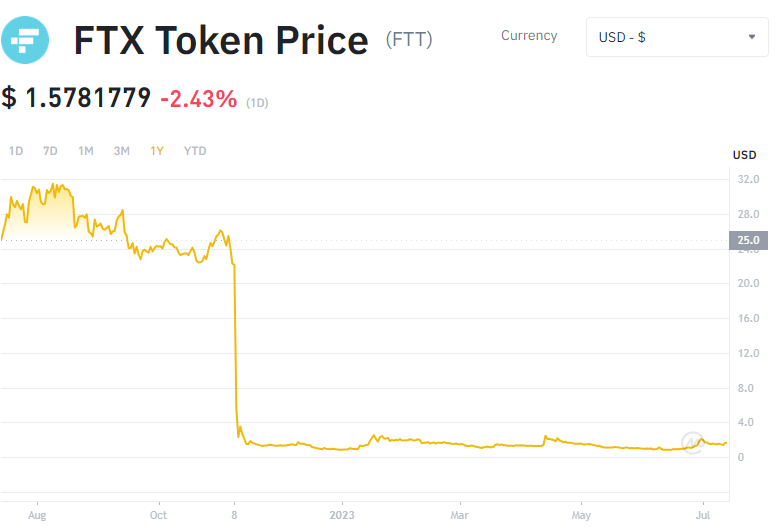 FTX Token Price (FTT)
Currency
USD - $
$ 1.5781779 -2.43% (1D)
1D 7D 1M 3M 1Y YTD
USD
32.0
28.0
25.0
24.0
20.0
16.0
12.0
8.0
4.0
0
Aug Oct 8 2023 Mar May Jul